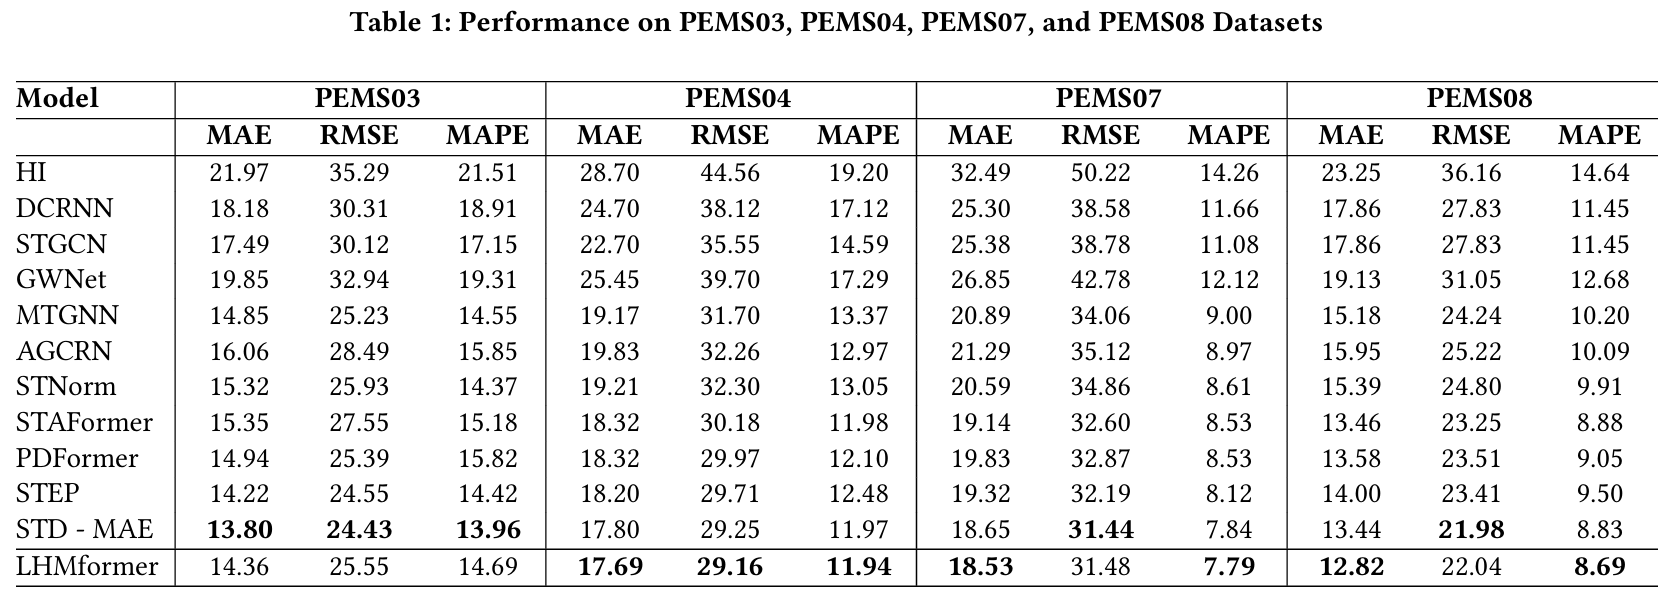 Table 1: Performance on PEMS03, PEMS04, PEMS07, and PEMS08 Datasets
Model PEMS03 PEMS04 PEMS07 PEMS08
MAE RMSE MAPE MAE RMSE MAPE MAE RMSE MAPE MAE RMSE MAPE
HI 21.97 35.29 21.51 28.70 44.56 19.20 32.49 50.22 14.26 23.25 36.16 14.64
DCRNN 18.18 30.31 18.91 24.70 38.12 17.12 25.30 38.58 11.66 17.86 27.83 11.45
STGCN 17.49 30.12 17.15 22.70 35.55 14.59 25.38 38.78 11.08 17.86 27.83 11.45
GWNet 19.85 32.94 19.31 25.45 39.70 17.29 26.85 42.78 12.12 19.13 31.05 12.68
MTGNN 14.85 25.23 14.55 19.17 31.70 13.37 20.89 34.06 9.00 15.18 24.24 10.20
AGCRN 16.06 28.49 15.85 19.83 32.26 12.97 21.29 35.12 8.97 15.95 25.22 10.09
STNorm 15.32 25.93 14.37 19.21 32.30 13.05 20.59 34.86 8.61 15.39 24.80 9.91
STAFormer 15.35 27.55 15.18 18.32 30.18 11.98 19.14 32.60 8.53 13.46 23.25 8.88
PDFormer 14.94 25.39 15.82 18.32 29.97 12.10 19.83 32.87 8.53 13.58 23.51 9.05
STEP 14.22 24.55 14.42 18.20 29.71 12.48 19.32 32.19 8.12 14.00 23.41 9.50
STD - MAE 13.80 24.43 13.96 17.80 29.25 11.97 18.65 31.44 7.84 13.44 21.98 8.83
LHMformer 14.36 25.55 14.69 17.69 29.16 11.94 18.53 31.48 7.79 12.82 22.04 8.69